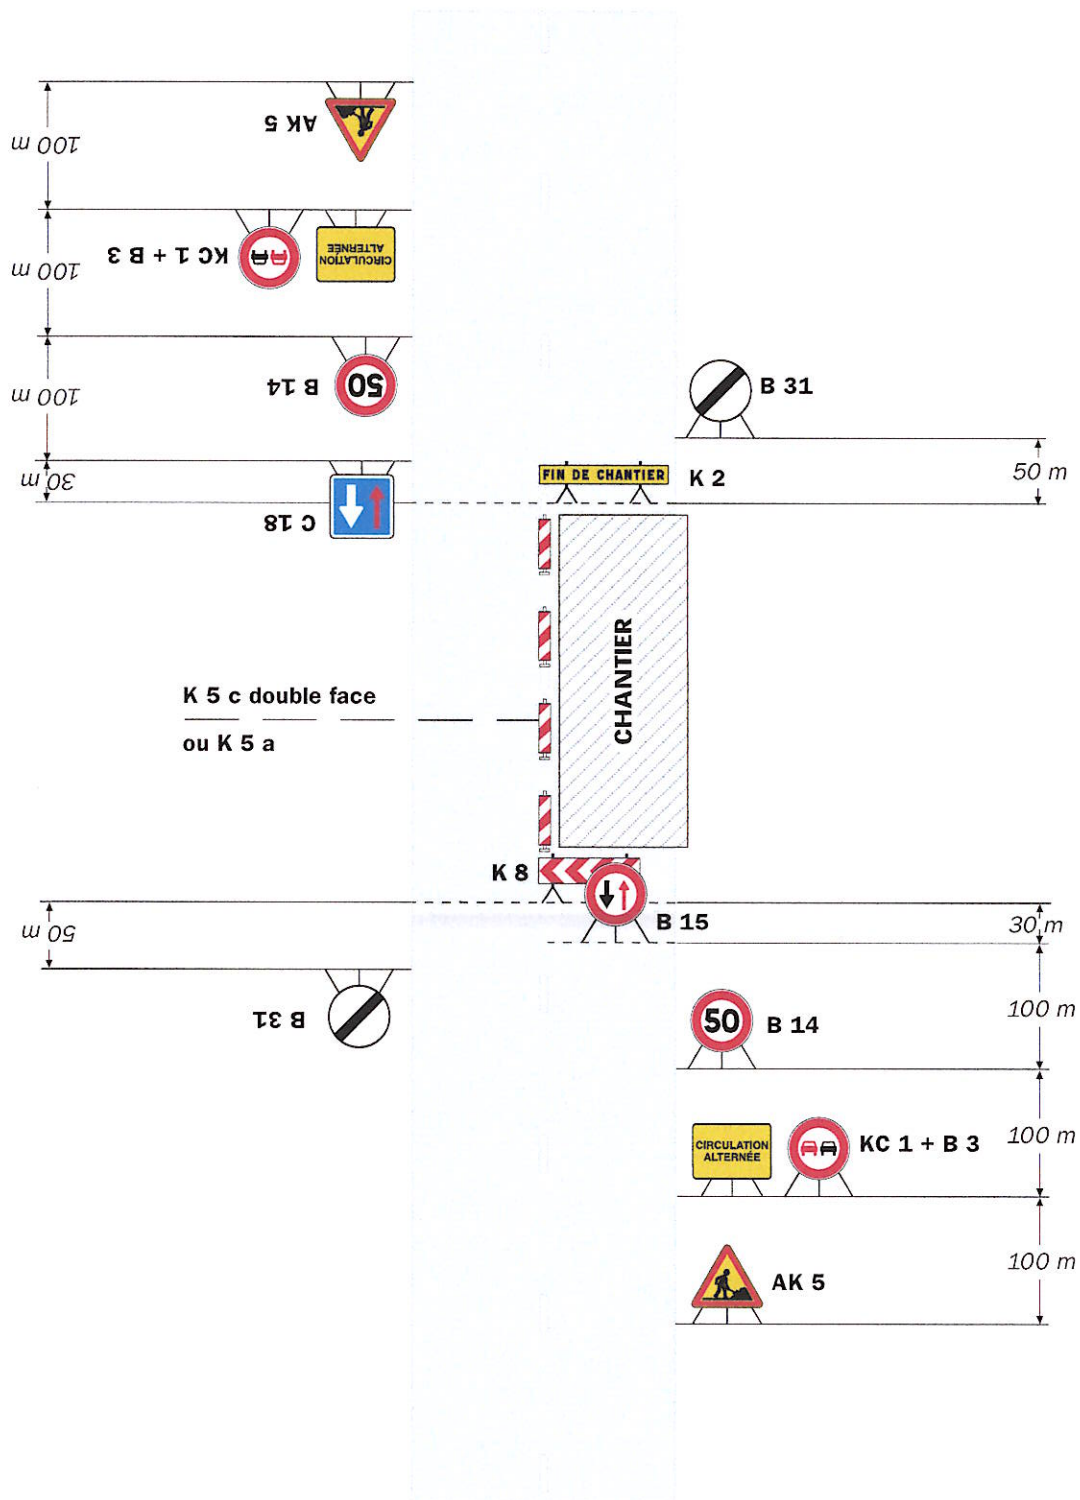 AK 5
100 m
KC 1 + B 3
CIRCULATION
ALTERNÉE
100 m
B 14
50
100 m
B 31
30 m
C 18
FIN DE CHANTIER
K 2
50 m
CHANTIER
K 5 c double face
ou K 5 a
K 8
B 15
30 m
50 m
B 31
50
B 14
100 m
CIRCULATION
ALTERNÉE
KC 1 + B 3
100 m
AK 5
100 m